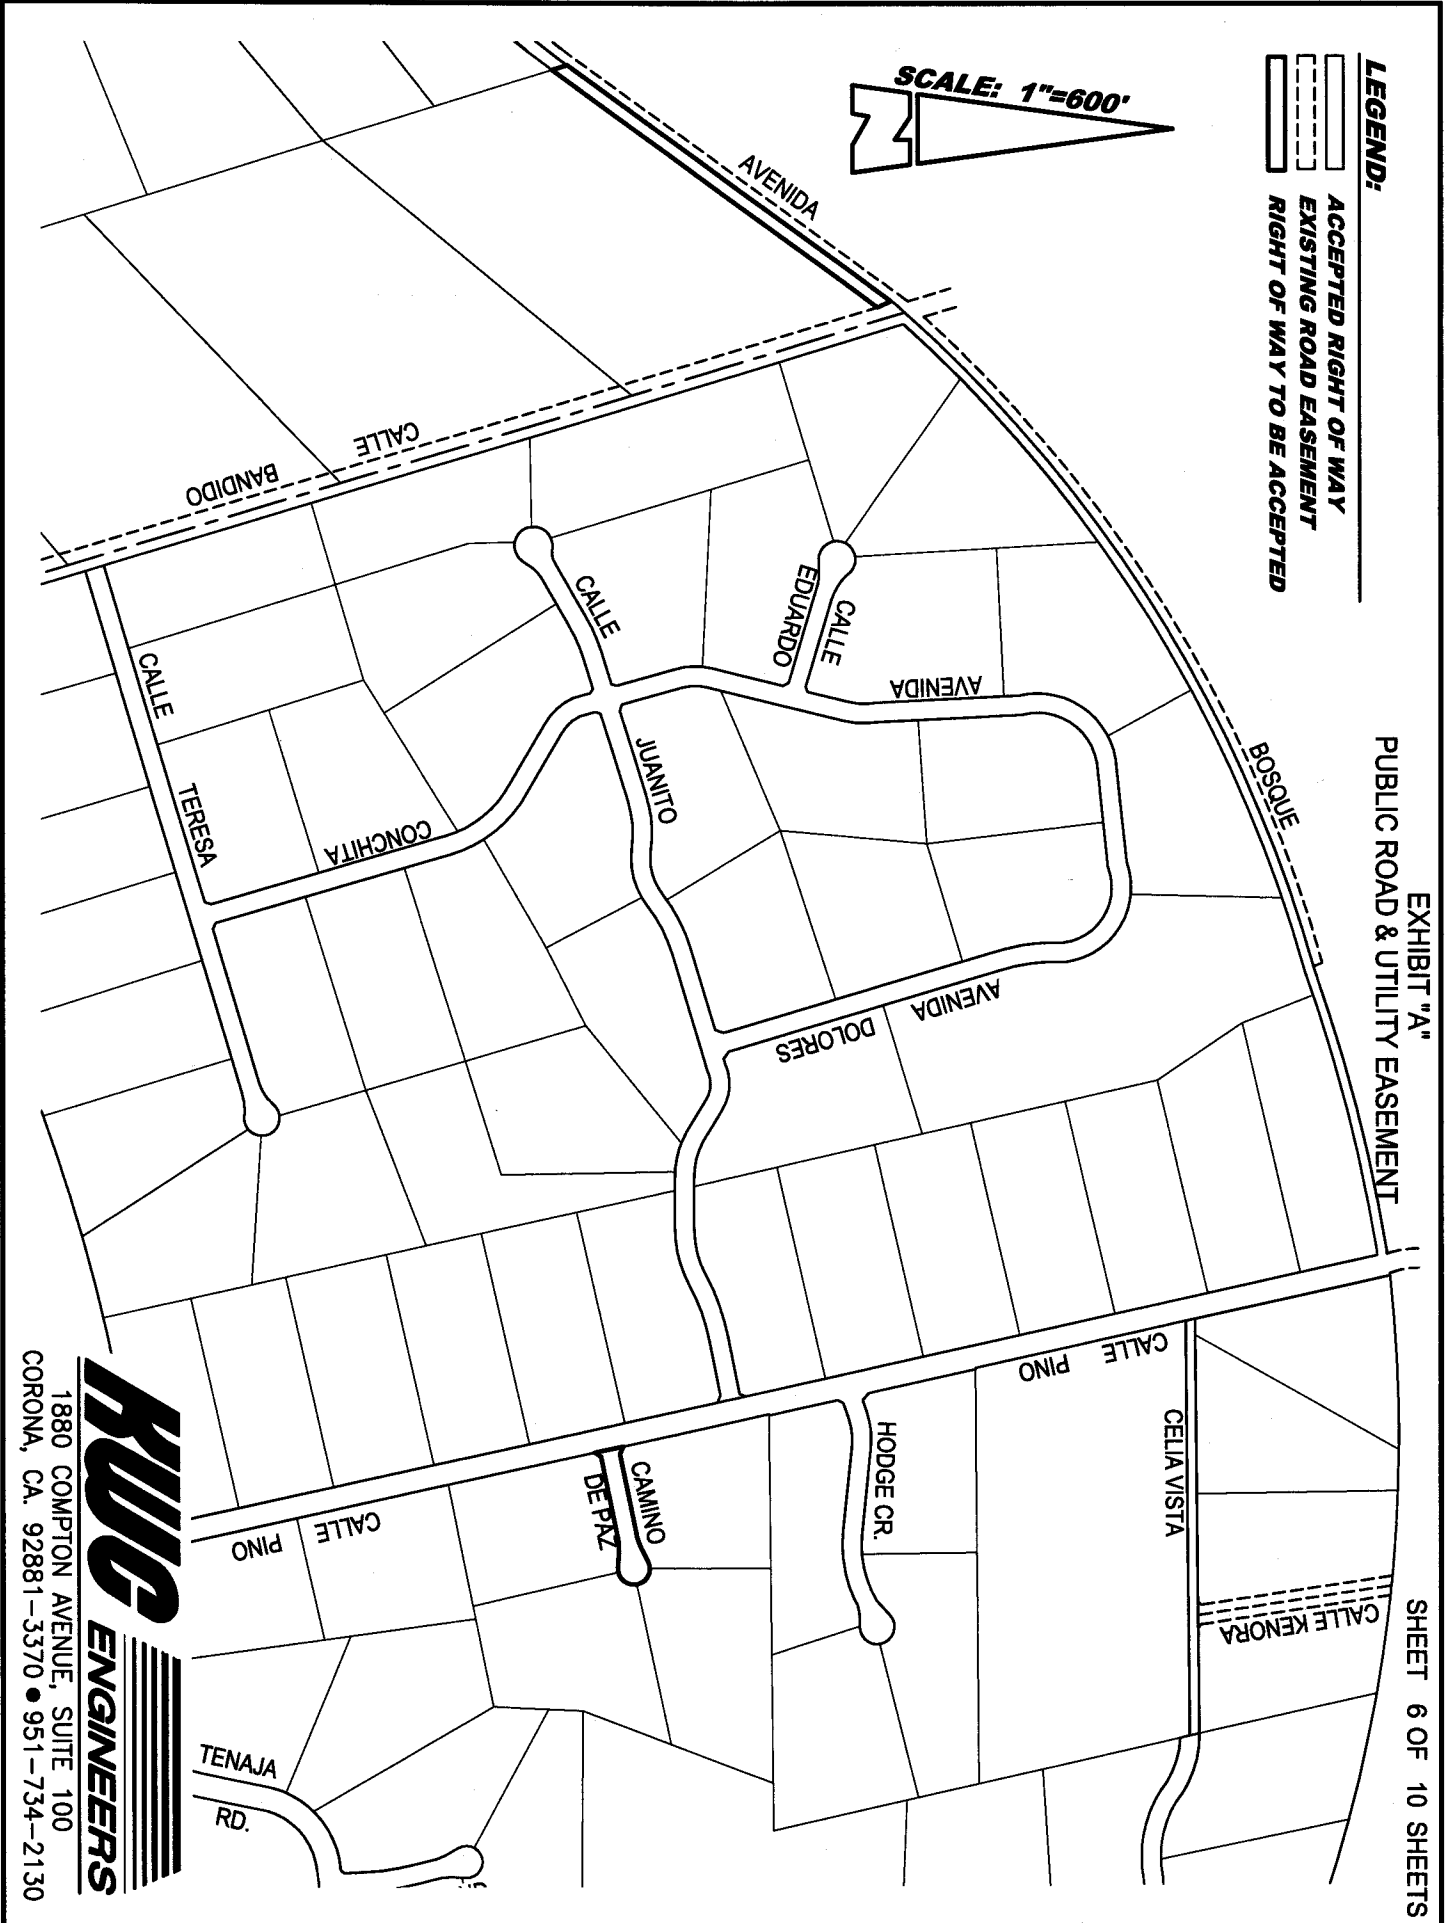 EXHIBIT "A"
PUBLIC ROAD & UTILITY EASEMENT
SHEET 6 OF 10 SHEETS
LEGEND:
ACCEPTED RIGHT OF WAY
EXISTING ROAD EASEMENT
RIGHT OF WAY TO BE ACCEPTED
SCALE: 1"=600'
N
AVENIDA
BOSQUE
CALLE
BANDIDO
CALLE
EDUARDO
AVENIDA
CALLE
JUANITO
CONCHITA
CALLE
TERESA
AVENIDA
DOLORES
CALLE
PINO
CELIA VISTA
CALLE KENORA
HODGE CR.
CAMINO
DE PAZ
CALLE
PINO
TENAJA
RD.
KWC ENGINEERS
1880 COMPTON AVENUE, SUITE 100
CORONA, CA. 92881-3370 • 951-734-2130